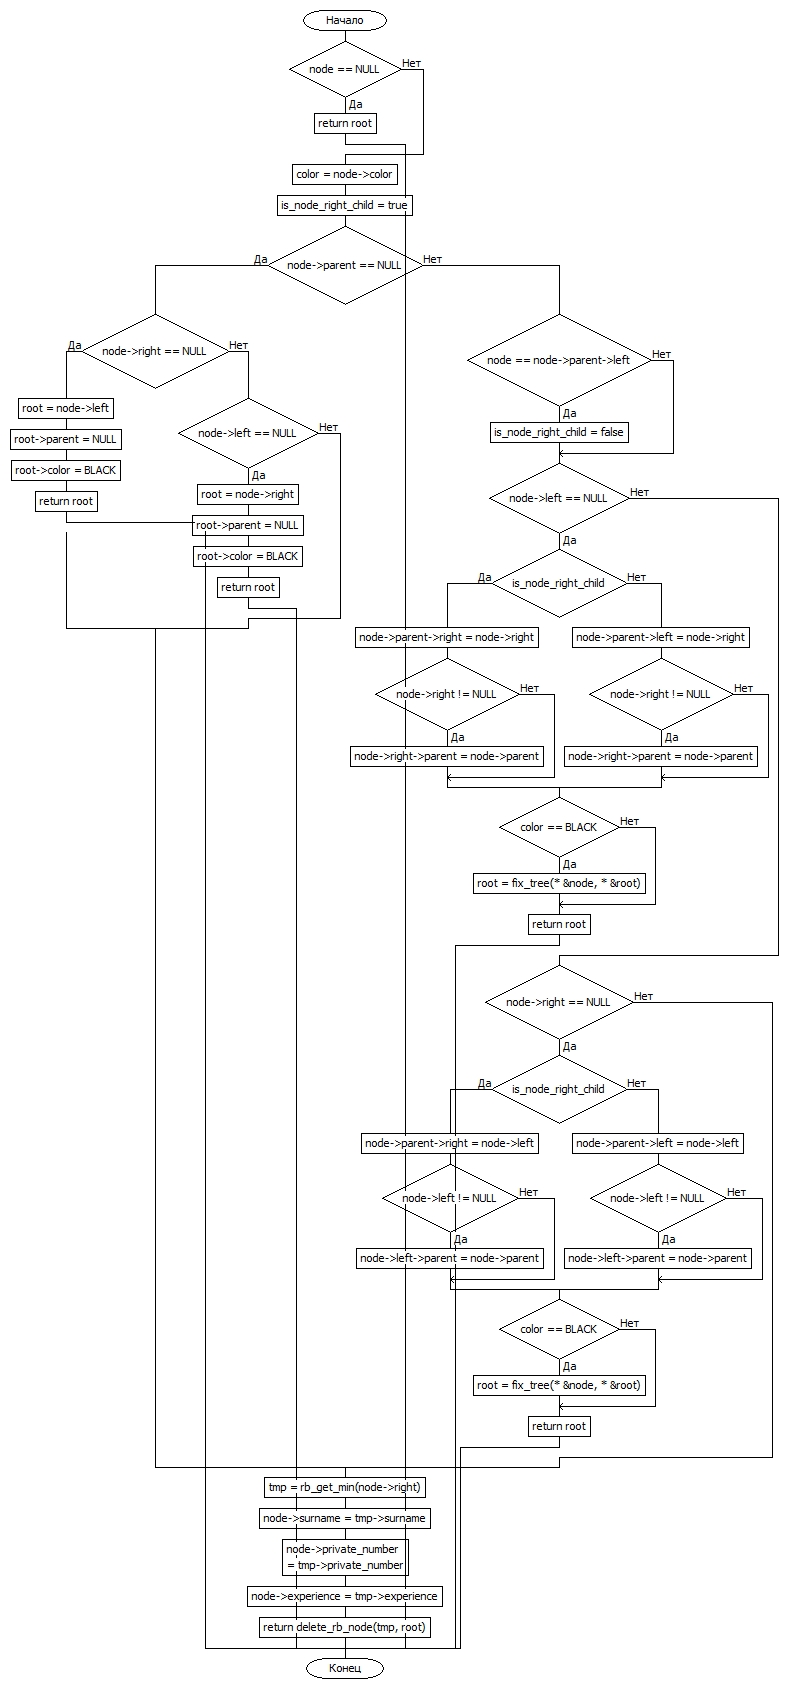 Начало
node == NULL
Нет
Да
return root
color = node->color
is_node_right_child = true
node->parent == NULL
Да
Нет
node->right == NULL
Да
Нет
root = node->left
root->parent = NULL
root->color = BLACK
return root
node->left == NULL
Нет
Да
root = node->right
root->parent = NULL
root->color = BLACK
return root
node == node->parent->left
Нет
Да
is_node_right_child = false
node->left == NULL
Нет
Да
is_node_right_child
Да
Нет
node->parent->right = node->right
node->right != NULL
Нет
Да
node->right->parent = node->parent
node->parent->left = node->right
node->right != NULL
Нет
Да
node->right->parent = node->parent
color == BLACK
Нет
Да
root = fix_tree(* &node, * &root)
return root
node->right == NULL
Нет
Да
is_node_right_child
Да
Нет
node->parent->right = node->left
node->left != NULL
Нет
Да
node->left->parent = node->parent
node->parent->left = node->left
node->left != NULL
Нет
Да
node->left->parent = node->parent
color == BLACK
Нет
Да
root = fix_tree(* &node, * &root)
return root
tmp = rb_get_min(node->right)
node->surname = tmp->surname
node->private_number
= tmp->private_number
node->experience = tmp->experience
return delete_rb_node(tmp, root)
Конец